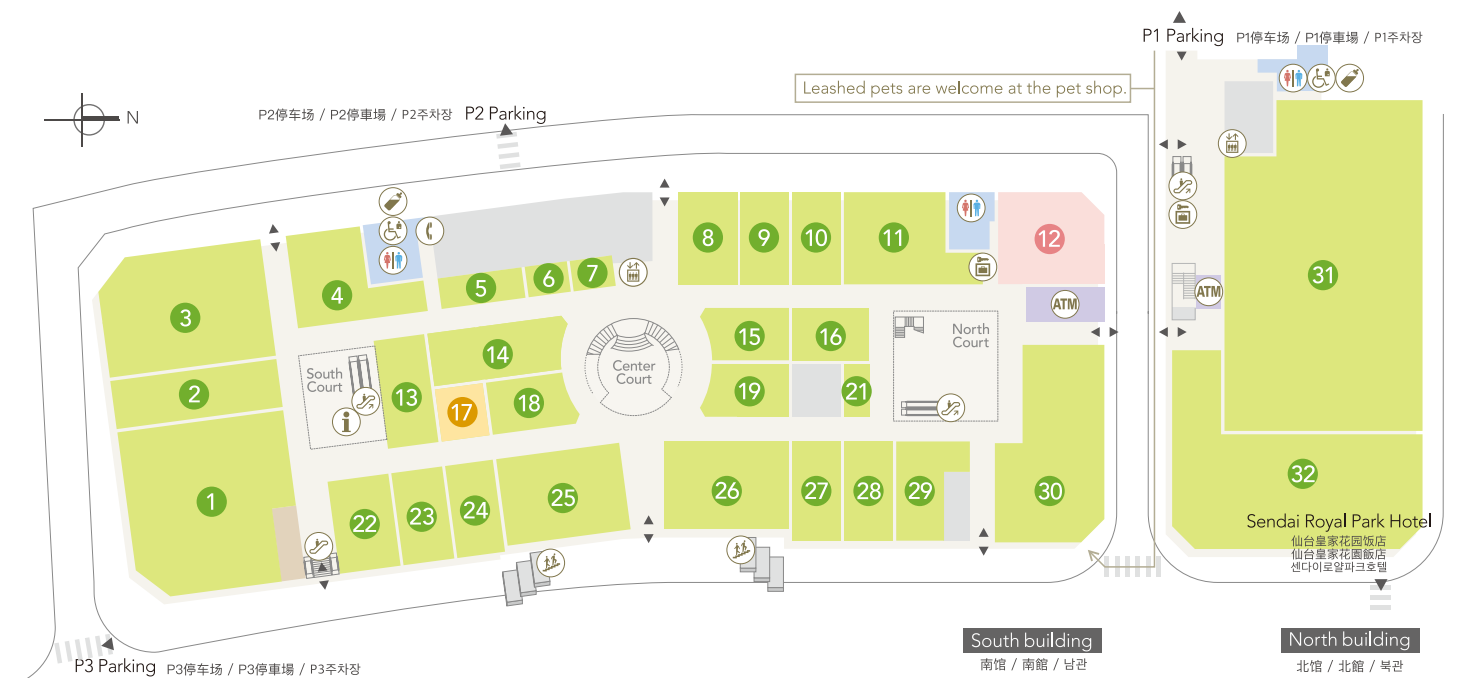 P1 Parking P1停车场 / P1停車場 / P1주차장
Leashed pets are welcome at the pet shop.
N
P2停车场 / P2停車場 / P2주차장 P2 Parking
8
9
10
11
12
3
4
5
6
7
31
ATM
ATM
15
16
North
Court
14
Center
Court
South
Court
2
13
17
18
19
21
1
22
23
24
25
26
27
28
29
30
32
Sendai Royal Park Hotel
仙台皇家花园饭店
仙台皇家花園飯店
센다이로얄파크호텔
P3 Parking P3停车场 / P3停車場 / P3주차장
South building
南馆 / 南館 / 남관
North building
北馆 / 北館 / 북관